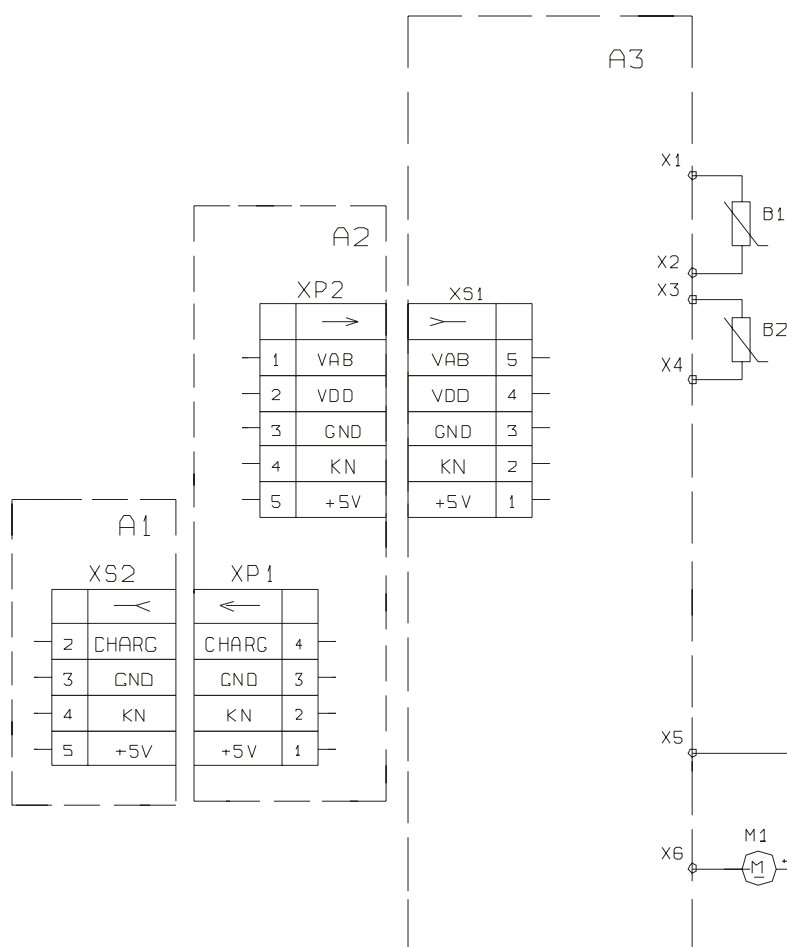 A3
X1
B1
A2
X2
XP2
XS1
X3
B2
1 VAB
VAB 5
X4
2 VDD
VDD 4
3 GND
GND 3
4 KN
KN 2
5 +5V
+5V 1
A1
XS2
XP1
2 CHARG
CHARG 4
3 GND
GND 3
4 KN
KN 2
5 +5V
+5V 1
X5
M1
X6
M
+